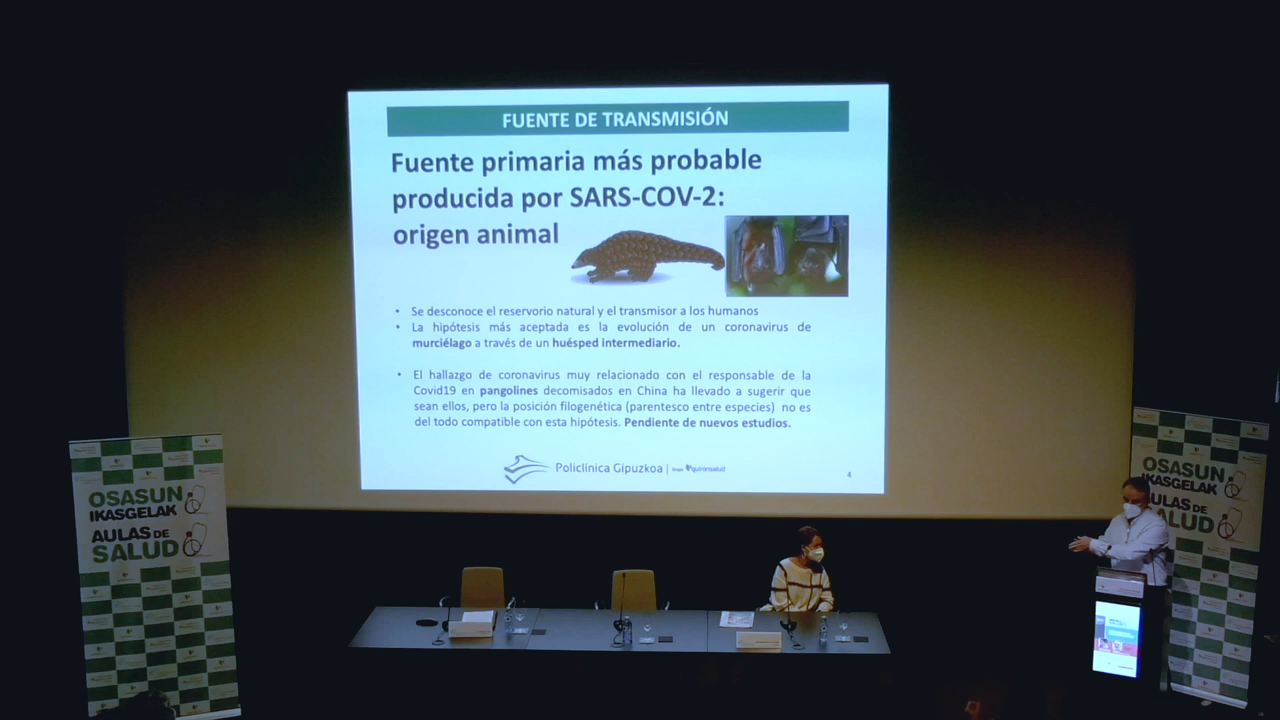 FUENTE DE TRANSMISIÓN
Fuente primaria más probable
producida por SARS-COV-2:
origen animal
• Se desconoce el reservorio natural y el transmisor a los humanos
• La hipótesis más aceptada es la evolución de un coronavirus de
murciélago a través de un huésped intermediario.
• El hallazgo de coronavirus muy relacionado con el responsable de la
Covid19 en pangolines decomisados en China ha llevado a sugerir que
sean ellos, pero la posición filogenética (parentesco entre especies) no es
del todo compatible con esta hipótesis. Pendiente de nuevos estudios.
Policlínica Gipuzkoa | Grupo quironsalud
4
OSASUN
IKASGELAK
AULAS DE
SALUD
OSASUN
IKASGELAK
AULAS DE
SALUD